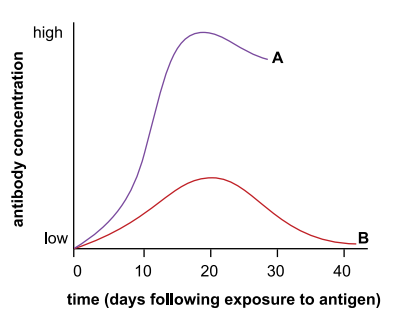 high
A
antibody concentration
low
B
0 10 20 30 40
time (days following exposure to antigen)